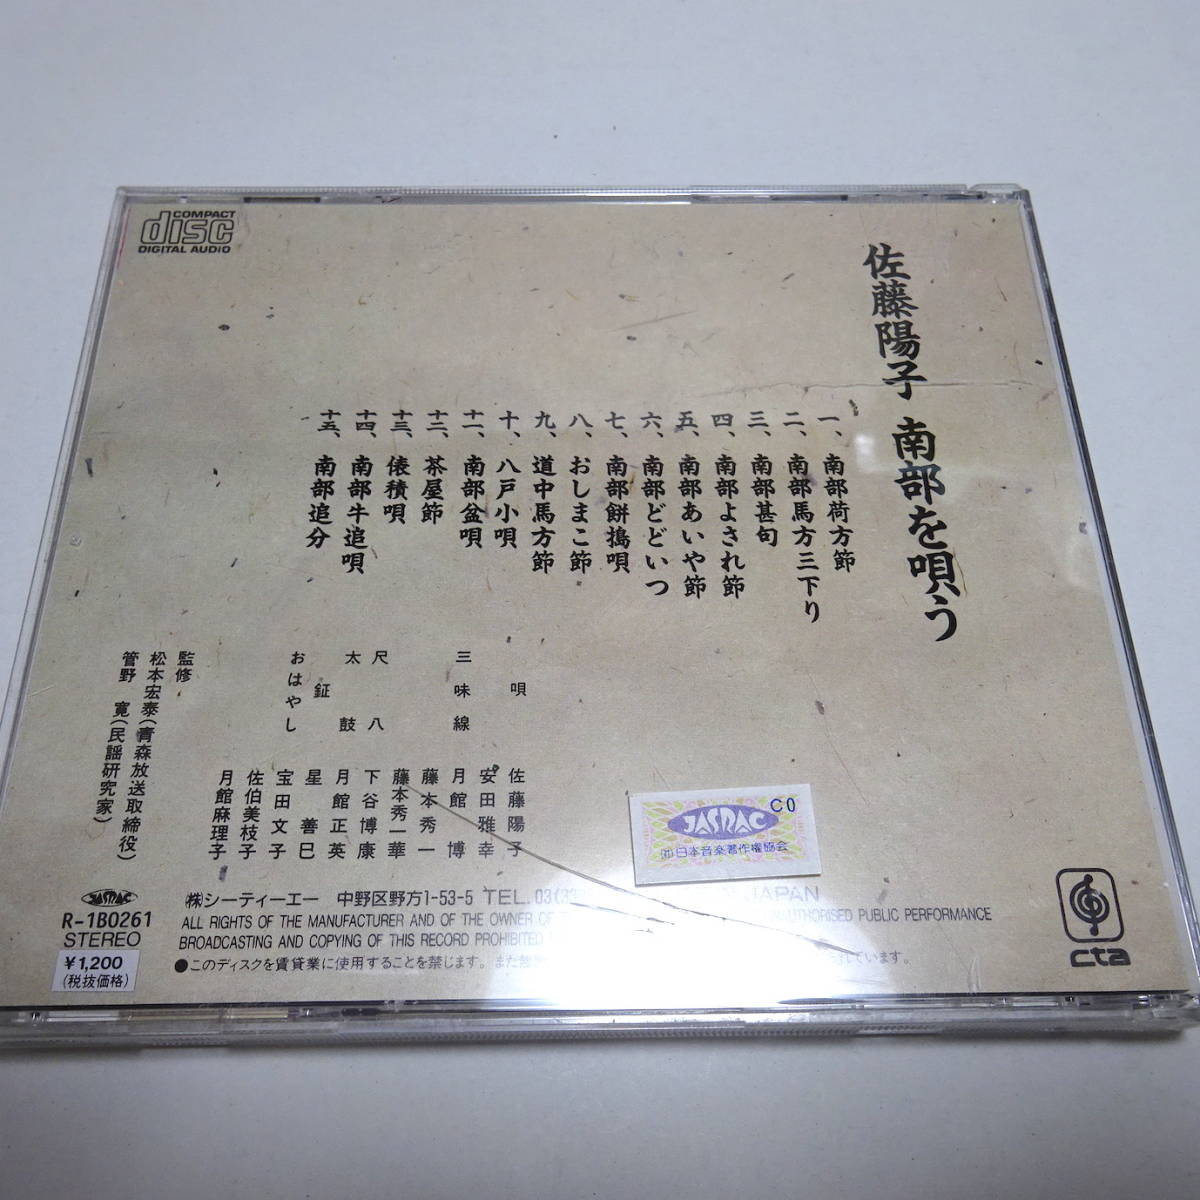 COMPACT
disc
DIGITAL AUDIO
佐藤陽子 南部を唄う
一、南部荷方節
二、南部馬方三下り
三、南部甚句
四、南部よされ節
五、南部あいや節
六、南部どどいつ
七、南部餅搗唄
八、おしまこ節
九、道中馬方節
十、八戸小唄
十一、南部盆唄
十二、茶屋節
十三、俵積唄
十四、南部牛追唄
十五、南部追分
唄 佐藤陽子
三味線 安田雅幸
月館 博
藤本秀一
尺八 藤本秀一華
下谷博康
太鼓 月館正英
鉦 星 善巳
おはやし 宝田文子
佐伯美枝子
月館麻理子
監修
松本宏泰(青森放送取締役)
管野 寛(民謡研究家)
CO
JASRAC
(社)日本音楽著作権協会
JASRAC
R-1B0261
STEREO
¥1,200
(税抜価格)
(株)シーティーエー 中野区野方1-53-5 TEL.03 JAPAN
ALL RIGHTS OF THE MANUFACTURER AND OF THE OWNER OF UNAUTHORISED PUBLIC PERFORMANCE
BROADCASTING AND COPYING OF THIS RECORD PROHIBITED
●このディスクを賃貸業に使用することを禁じます。また れています。
cta